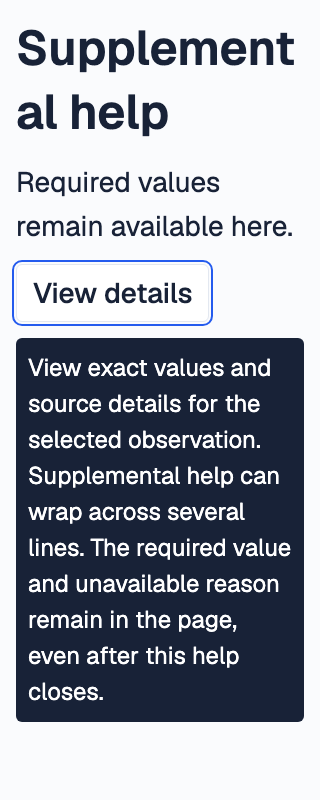 Supplement
al help
Required values
remain available here.
View details
View exact values and
source details for the
selected observation.
Supplemental help can
wrap across several
lines. The required value
and unavailable reason
remain in the page,
even after this help
closes.